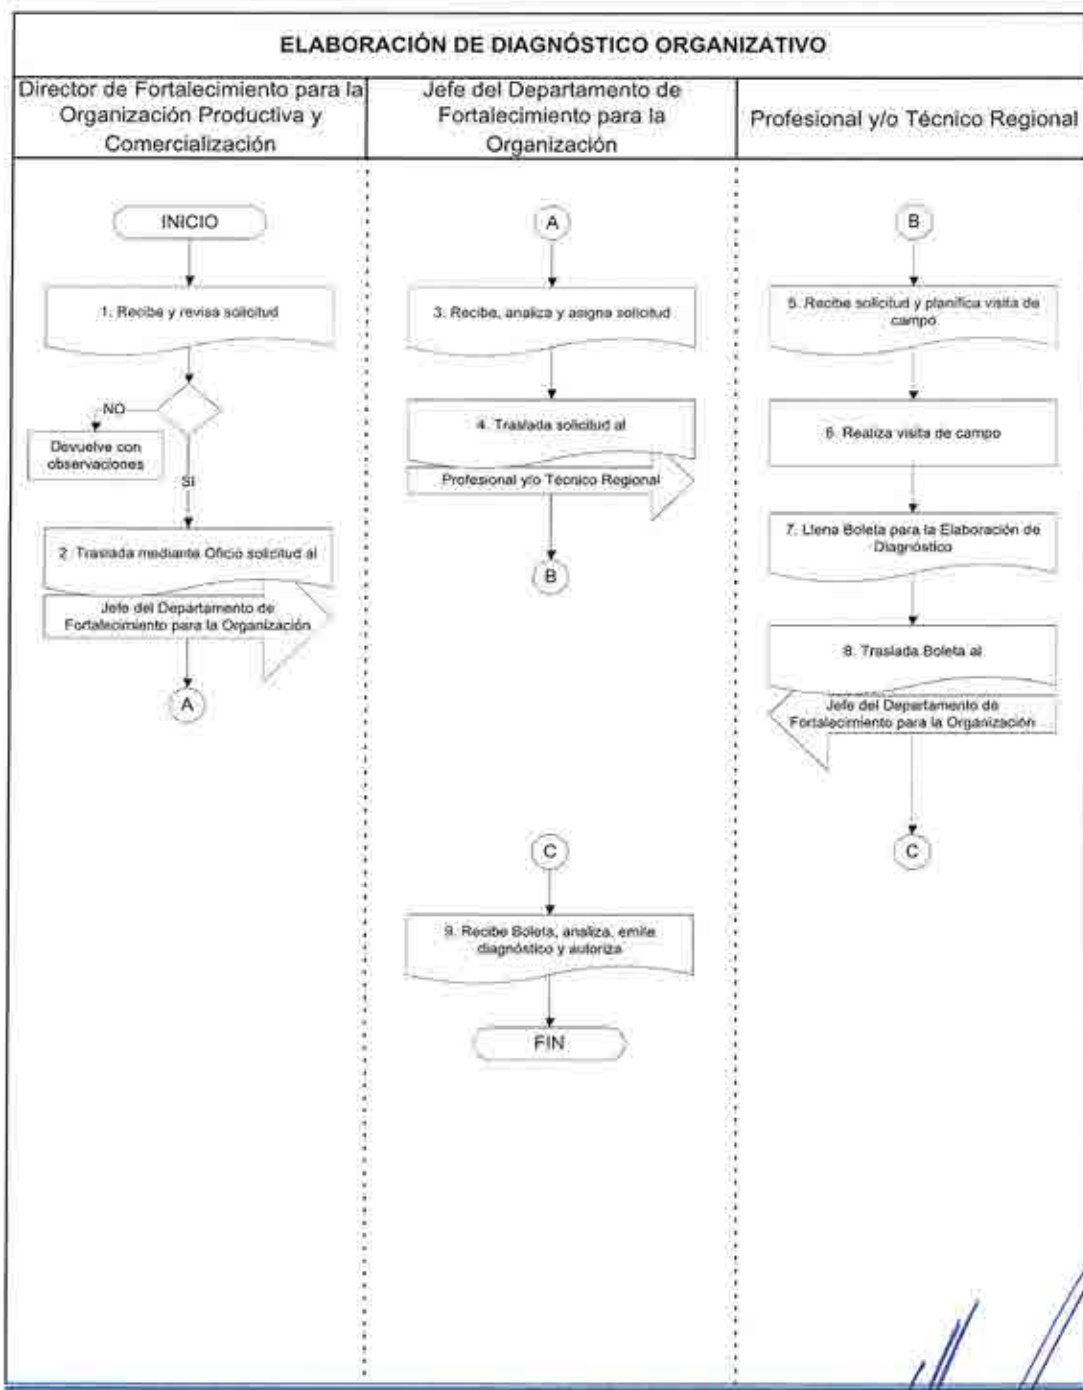 ELABORACIÓN DE DIAGNÓSTICO ORGANIZATIVO
Director de Fortalecimiento para la
Organización Productiva y
Comercialización
Jefe del Departamento de
Fortalecimiento para la
Organización
Profesional y/o Técnico Regional
INICIO
1. Recibe y revisa solicitud
NO
Devuelve con
observaciones
SI
2. Traslada mediante Oficio solicitud al
Jefe del Departamento de
Fortalecimiento para la Organización
A
A
3. Recibe, analiza y asigna solicitud
4. Traslada solicitud al
Profesional y/o Técnico Regional
B
B
5. Recibe solicitud y planifica visita de
campo
6. Realiza visita de campo
7. Llena Boleta para la Elaboración de
Diagnóstico
8. Traslada Boleta al
Jefe del Departamento de
Fortalecimiento para la Organización
C
C
9. Recibe Boleta, analiza, emite
diagnóstico y autoriza
FIN